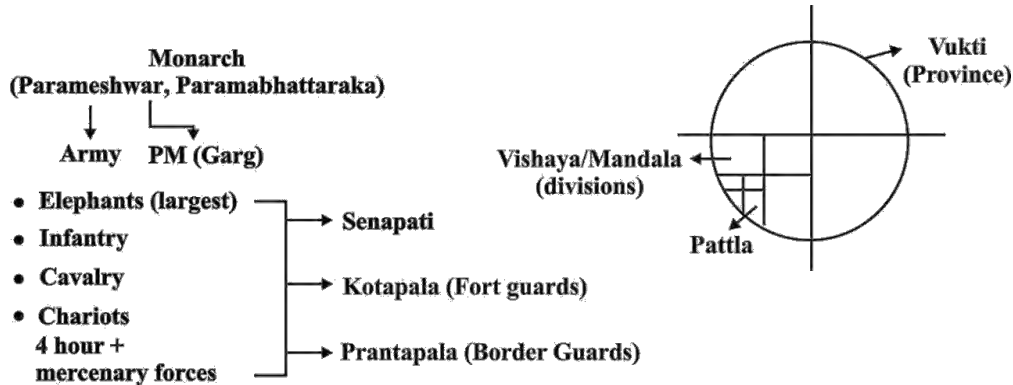 Monarch
(Parameshwar, Paramabhattaraka)
Army PM (Garg)
• Elephants (largest)
• Infantry
• Cavalry
• Chariots
4 hour +
mercenary forces
Senapati
Kotapala (Fort guards)
Prantapala (Border Guards)
Vukti
(Province)
Vishaya/Mandala
(divisions)
Pattla